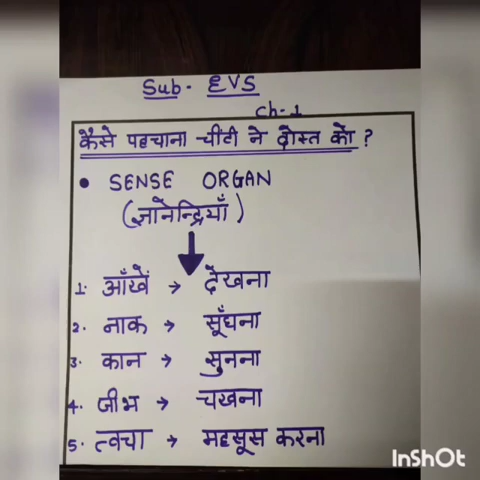 Sub- EVS
Ch-1
कैसे पहचाना चींटी ने दोस्त को ?
• SENSE ORGAN
(ज्ञानेन्द्रियाँ)
1. आँखें → देखना
2. नाक → सूँघना
3. कान → सुनना
4. जीभ → चखना
5. त्वचा → महसूस करना
InShOt